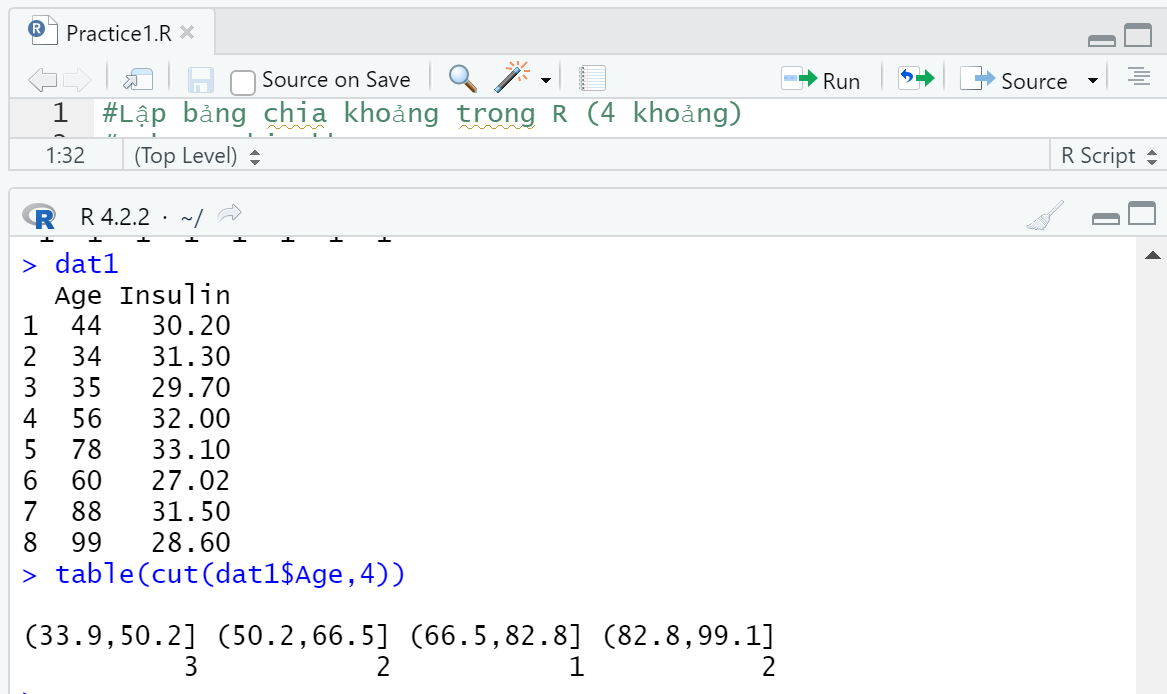 Practice1.R
Source on Save Run Source
1 #Lập bảng chia khoảng trong R (4 khoảng)
1:32 (Top Level) R Script
R 4.2.2 · ~/
> dat1
Age Insulin
1 44 30.20
2 34 31.30
3 35 29.70
4 56 32.00
5 78 33.10
6 60 27.02
7 88 31.50
8 99 28.60
> table(cut(dat1$Age,4))
(33.9,50.2] (50.2,66.5] (66.5,82.8] (82.8,99.1]
3 2 1 2